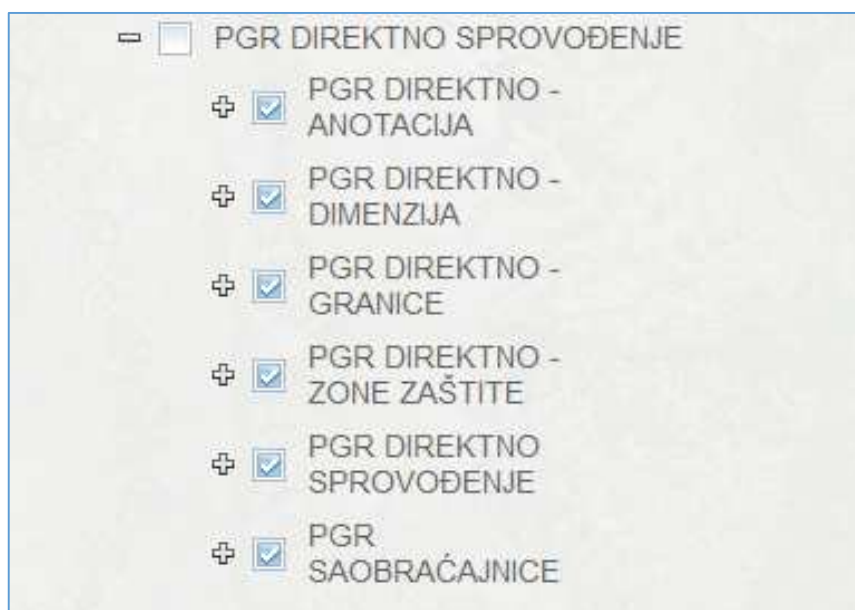 PGR DIREKTNO SPROVOĐENJE
PGR DIREKTNO -
ANOTACIJA
PGR DIREKTNO -
DIMENZIJA
PGR DIREKTNO -
GRANICE
PGR DIREKTNO -
ZONE ZAŠTITE
PGR DIREKTNO
SPROVOĐENJE
PGR
SAOBRAĆAJNICE